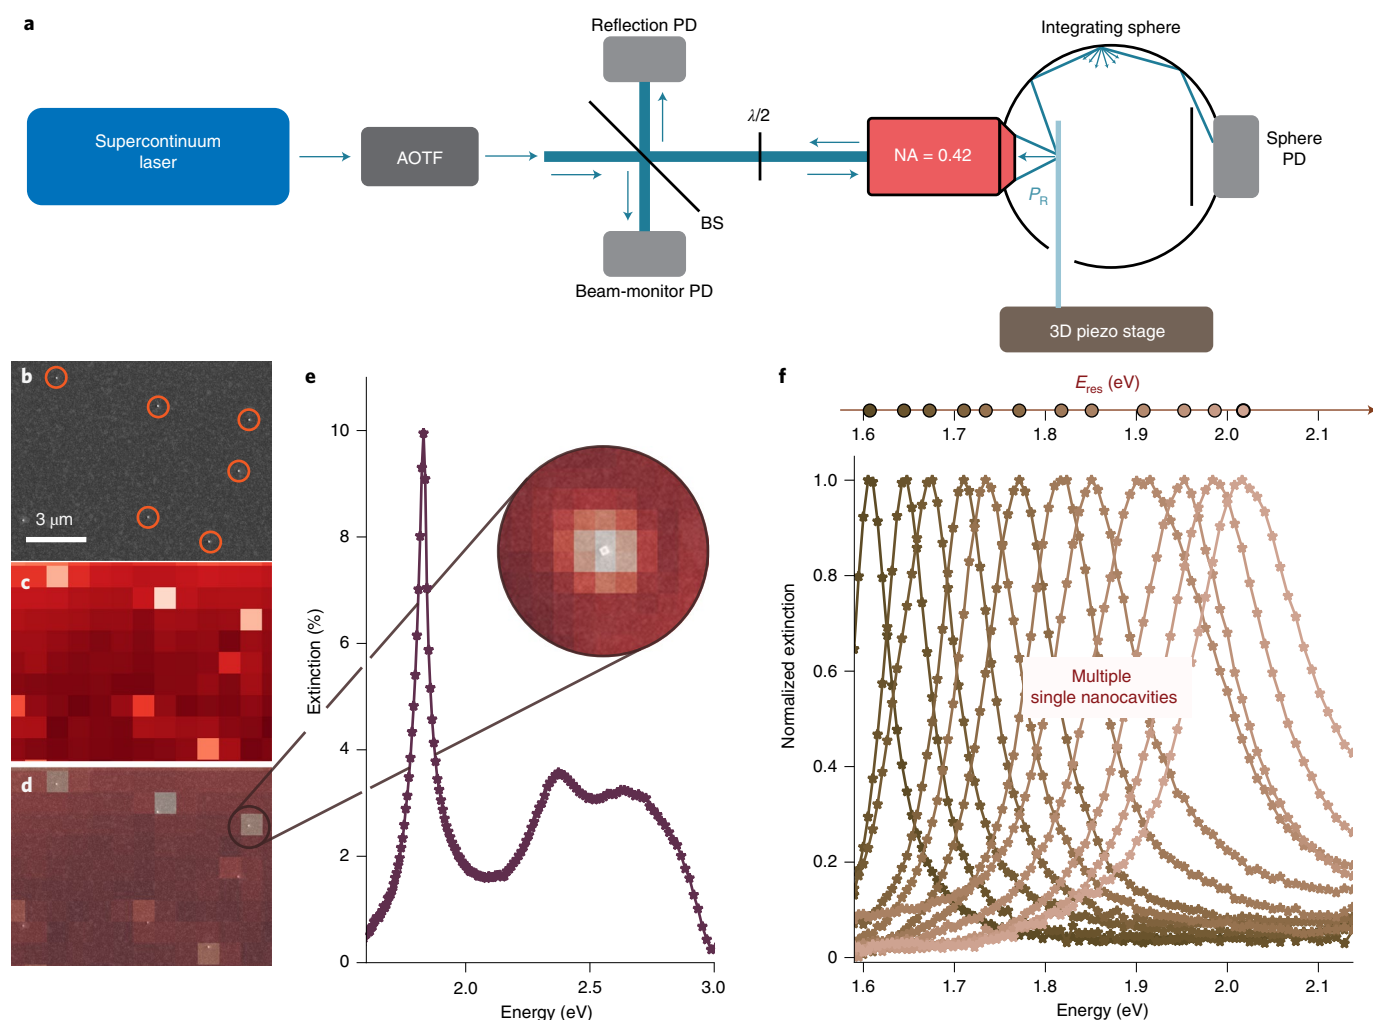 a
Reflection PD
Integrating sphere
Supercontinuum
laser
AOTF
λ/2
NA = 0.42
Sphere
PD
P_R
BS
Beam-monitor PD
3D piezo stage
b
3 μm
c
d
e
Extinction (%)
10
8
6
4
2
0
2.0
2.5
3.0
Energy (eV)
f
E_res (eV)
1.6
1.7
1.8
1.9
2.0
2.1
Normalized extinction
1.0
0.8
0.6
0.4
0.2
0
Multiple
single nanocavities
1.6
1.7
1.8
1.9
2.0
2.1
Energy (eV)